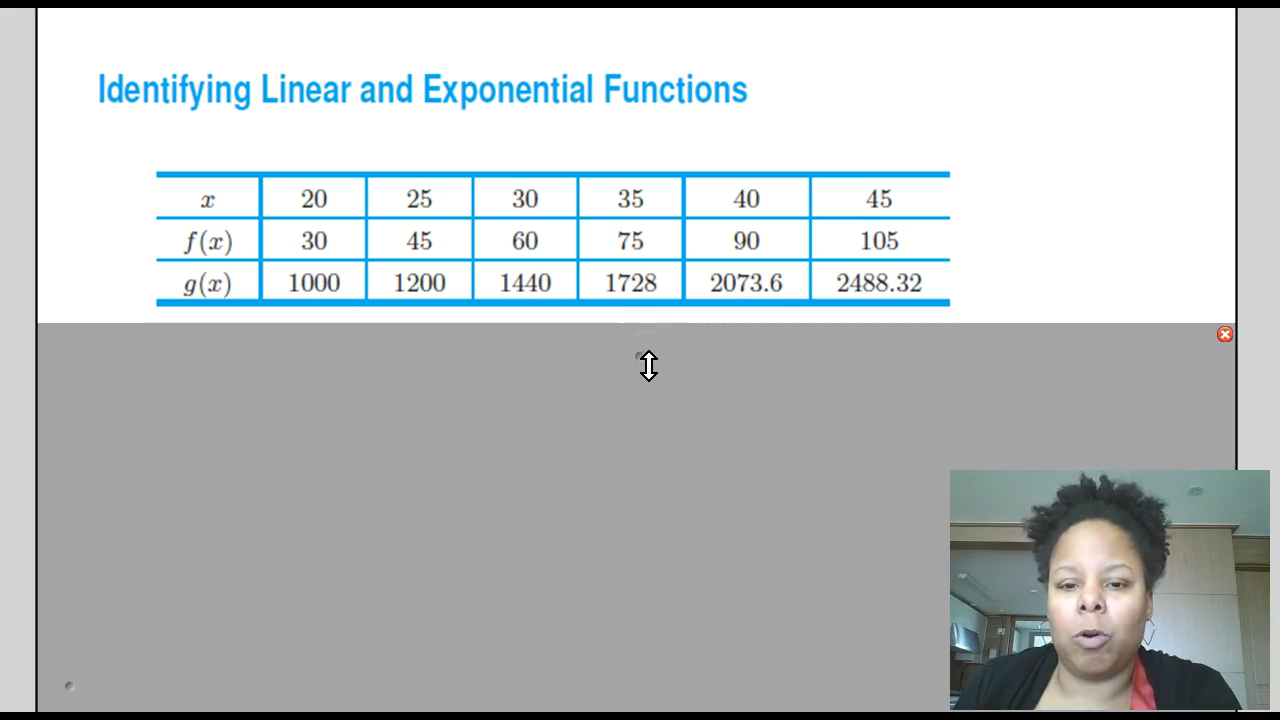 Identifying Linear and Exponential Functions
x 20 25 30 35 40 45
f(x) 30 45 60 75 90 105
g(x) 1000 1200 1440 1728 2073.6 2488.32